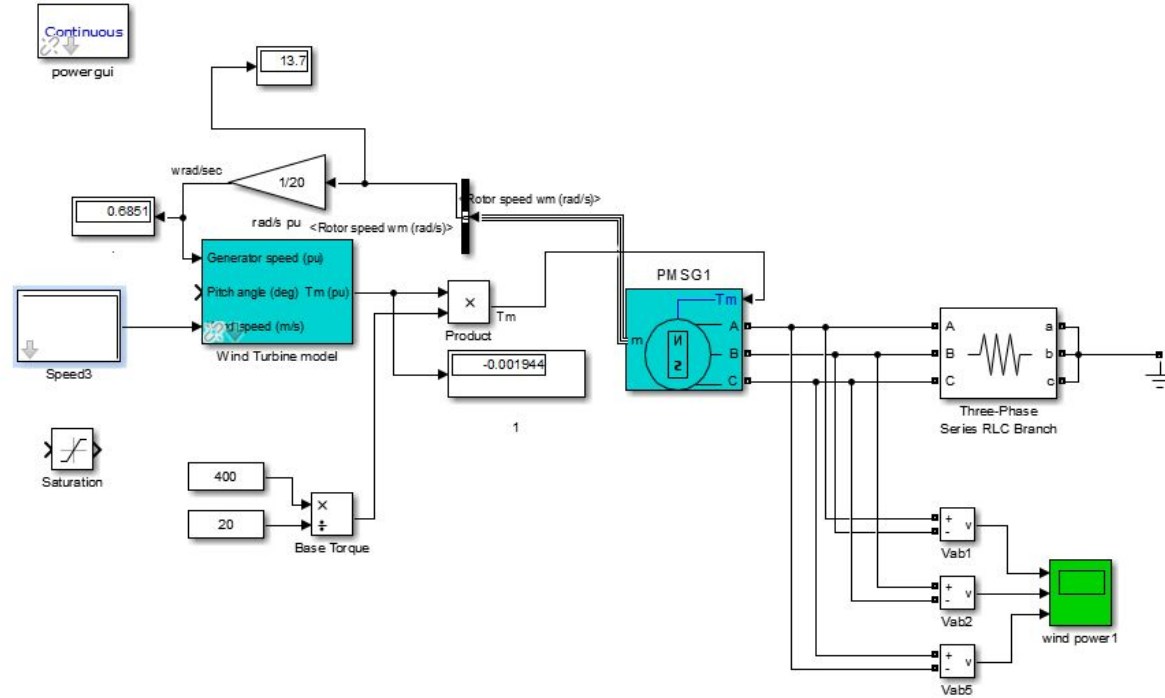 Continuous
powergui
13.7
wrad/sec
1/20
<Rotor speed wm (rad/s)>
0.6851
rad/s pu
<Rotor speed wm (rad/s)>
.
Generator speed (pu)
Pitch angle (deg)
Tm (pu)
speed (m/s)
Wind Turbine model
Speed3
×
Product
Tm
-0.001944
1
PMSG1
Tm
m
N
S
A
B
C
A
B
C
a
b
c
Three-Phase
Series RLC Branch
Saturation
400
20
×
÷
Base Torque
+
-
v
Vab1
+
-
v
Vab2
+
-
v
Vab5
wind power1